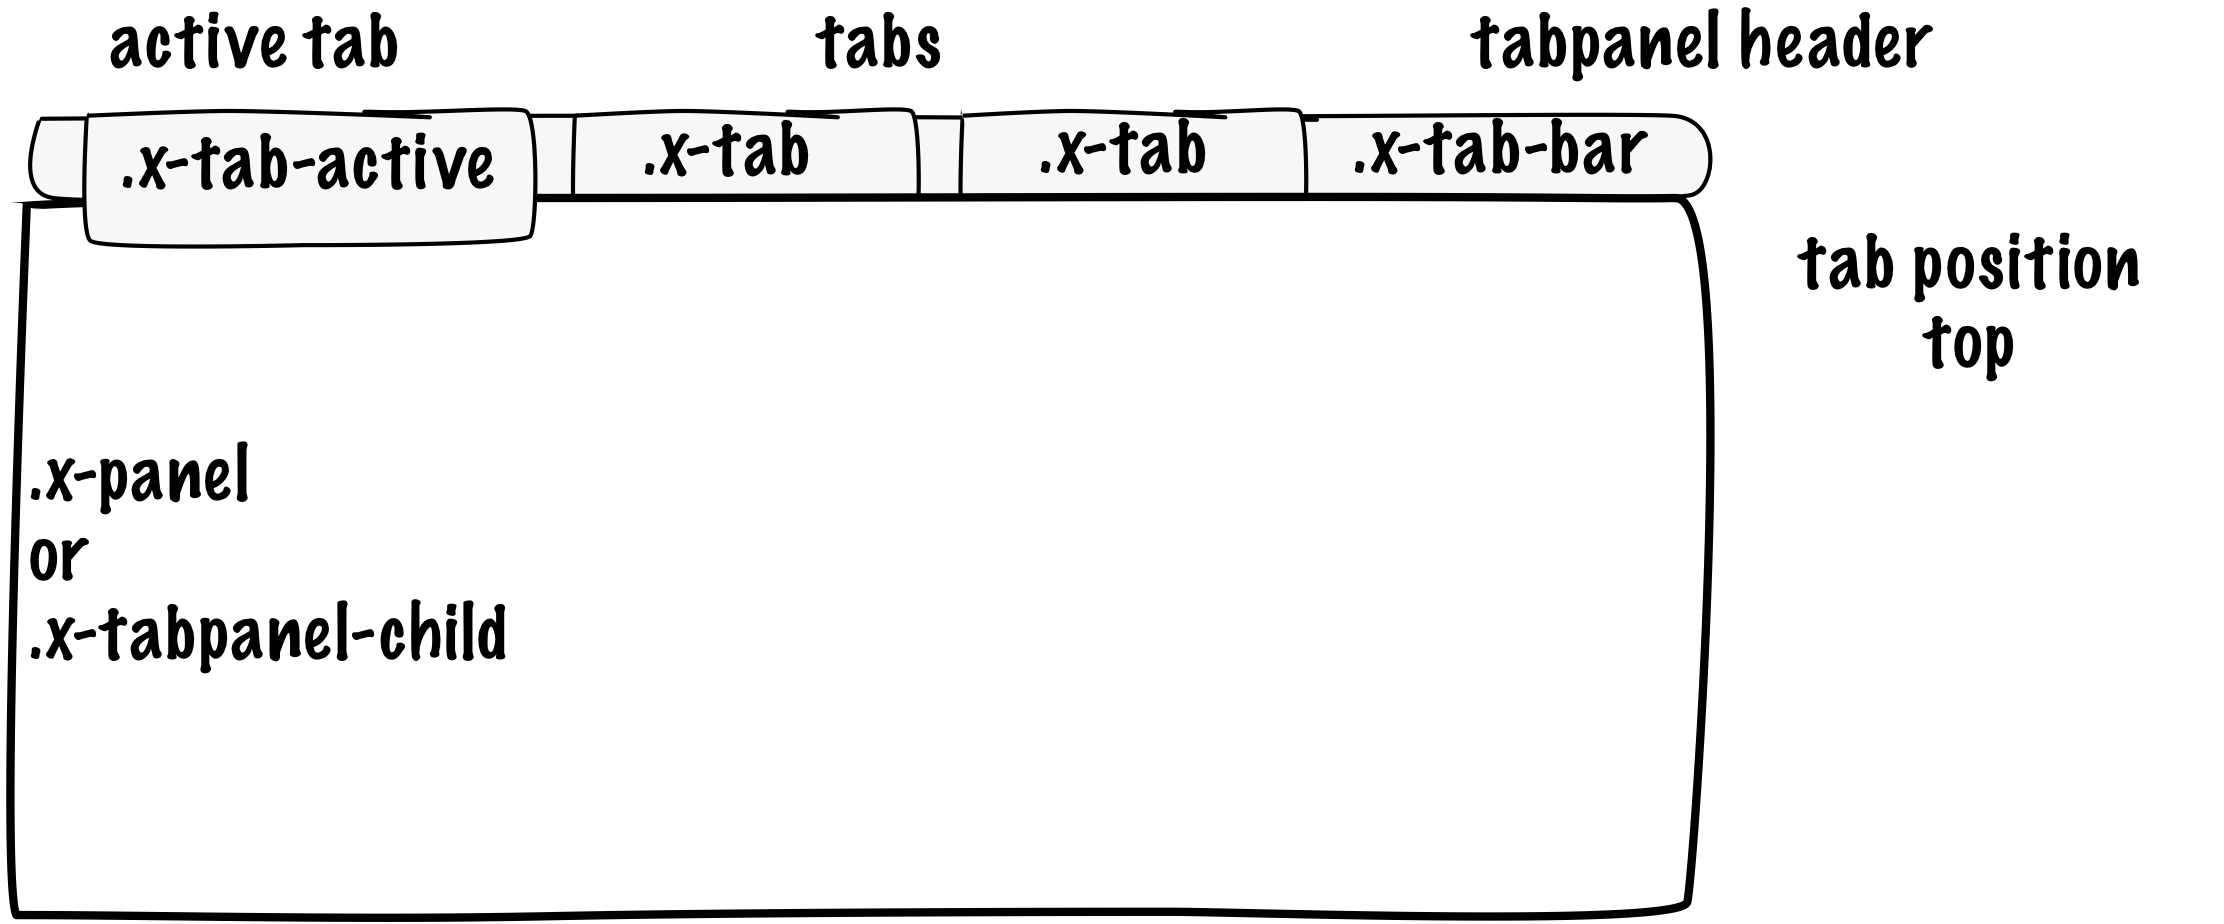 active tab
tabs
tabpanel header
.x-tab-active
.x-tab
.x-tab
.x-tab-bar
tab position
top
.x-panel
or
.x-tabpanel-child